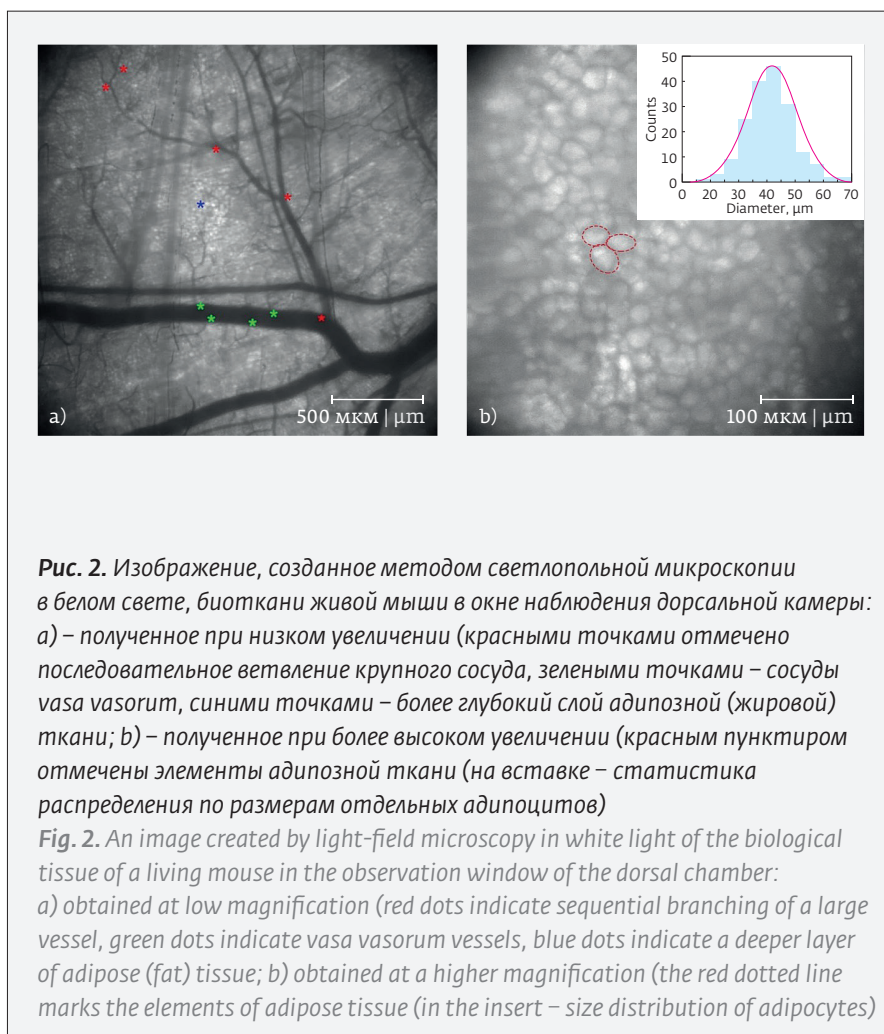 50
40
30
20
10
0
Counts
0 20 30 40 50 60 70
Diameter, µm
a)
500 мкм | µm
b)
100 мкм | µm
Рис. 2. Изображение, созданное методом светлопольной микроскопии
в белом свете, биоткани живой мыши в окне наблюдения дорсальной камеры:
а) – полученное при низком увеличении (красными точками отмечено
последовательное ветвление крупного сосуда, зелеными точками – сосуды
vasa vasorum, синими точками – более глубокий слой адипозной (жировой)
ткани; b) – полученное при более высоком увеличении (красным пунктиром
отмечены элементы адипозной ткани (на вставке – статистика
распределения по размерам отдельных адипоцитов)
Fig. 2. An image created by light-field microscopy in white light of the biological
tissue of a living mouse in the observation window of the dorsal chamber:
a) obtained at low magnification (red dots indicate sequential branching of a large
vessel, green dots indicate vasa vasorum vessels, blue dots indicate a deeper layer
of adipose (fat) tissue; b) obtained at a higher magnification (the red dotted line
marks the elements of adipose tissue (in the insert – size distribution of adipocytes)